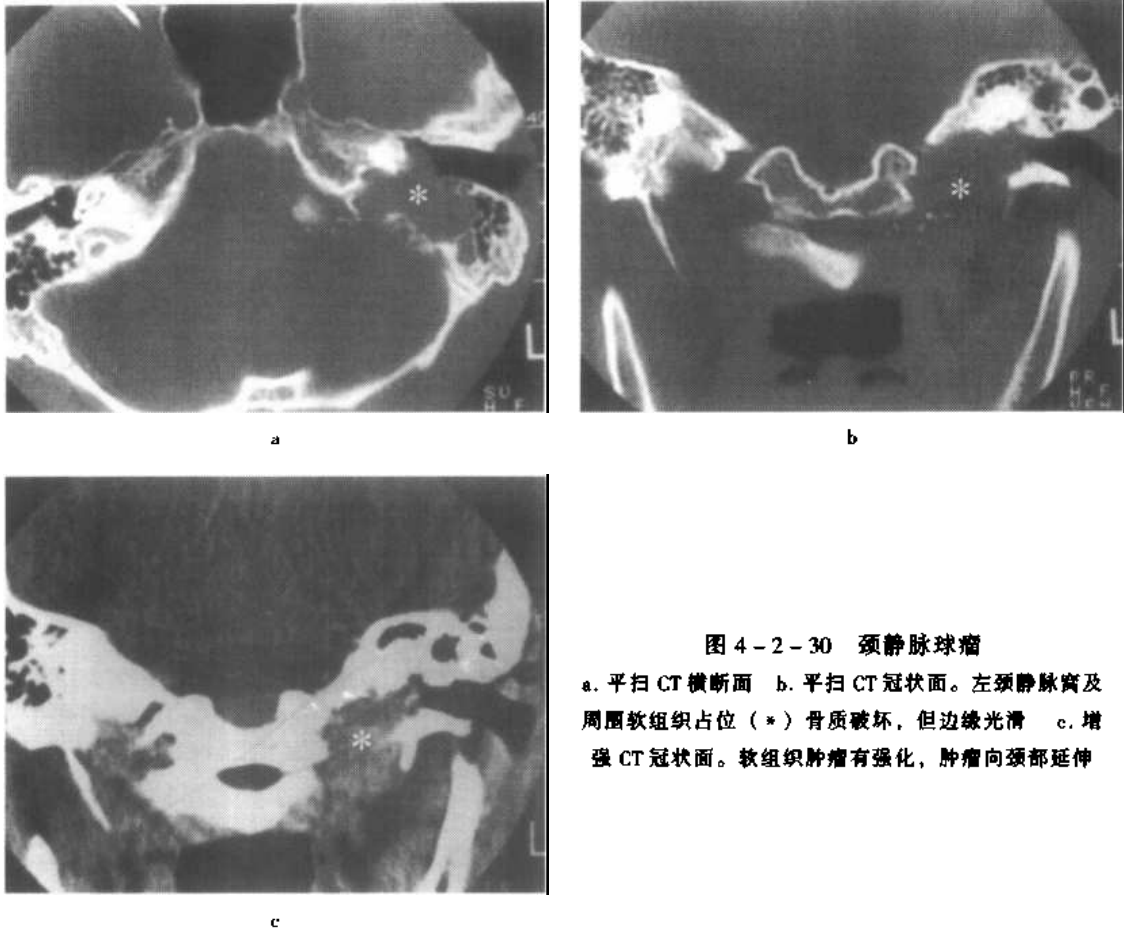 40
L
a
L
b
L
c
图 4-2-30 颈静脉球瘤
a. 平扫 CT 横断面 b. 平扫 CT 冠状面。左颈静脉窝及
周围软组织占位（*）骨质破坏，但边缘光滑 c. 增
强 CT 冠状面。软组织肿瘤有强化，肿瘤向颈部延伸